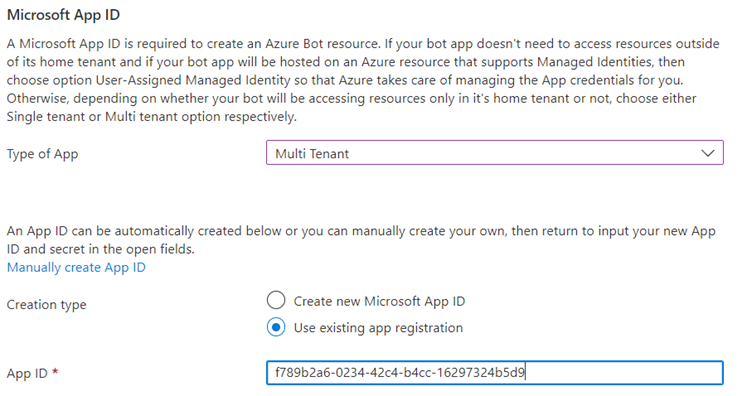 Microsoft App ID
A Microsoft App ID is required to create an Azure Bot resource. If your bot app doesn't need to access resources outside
of its home tenant and if your bot app will be hosted on an Azure resource that supports Managed Identities, then
choose option User-Assigned Managed Identity so that Azure takes care of managing the App credentials for you.
Otherwise, depending on whether your bot will be accessing resources only in it's home tenant or not, choose either
Single tenant or Multi tenant option respectively.
Type of App
Multi Tenant
An App ID can be automatically created below or you can manually create your own, then return to input your new App
ID and secret in the open fields.
Manually create App ID
Creation type
Create new Microsoft App ID
Use existing app registration
App ID *
f789b2a6-0234-42c4-b4cc-16297324b5d9